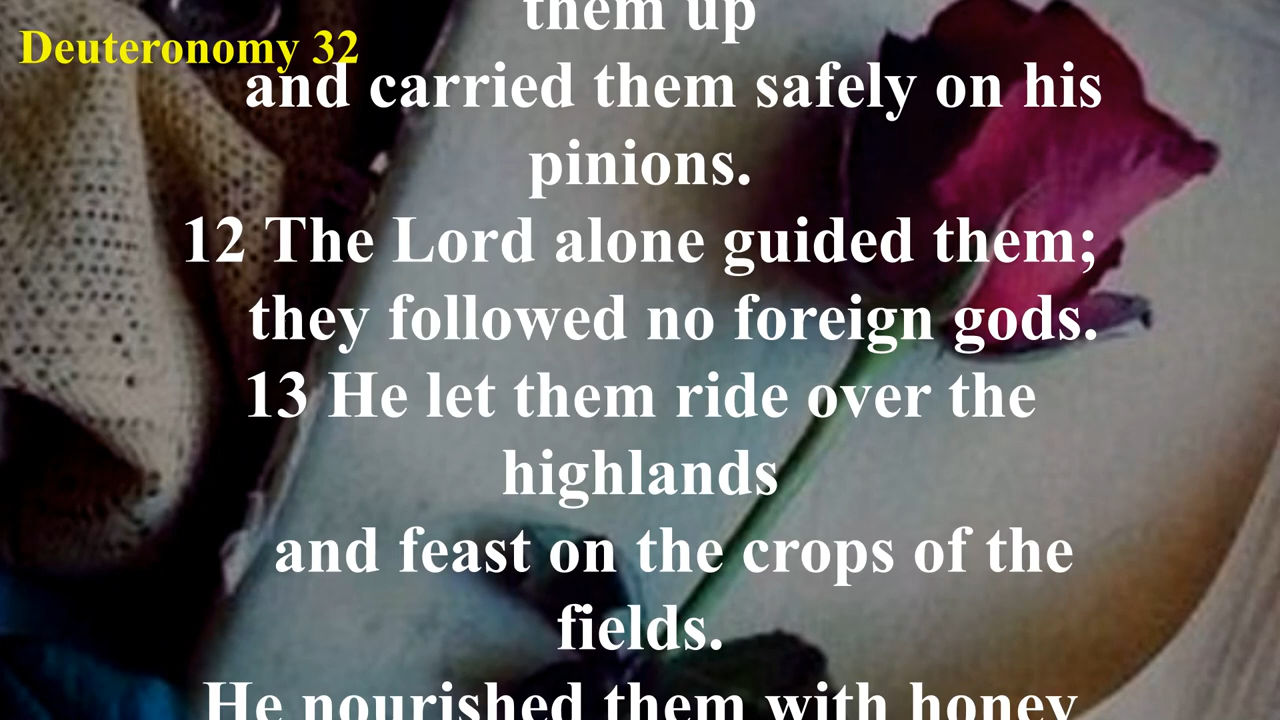 Deuteronomy 32
them up
and carried them safely on his
pinions.
12 The Lord alone guided them;
they followed no foreign gods.
13 He let them ride over the
highlands
and feast on the crops of the
fields.
He nourished them with honey